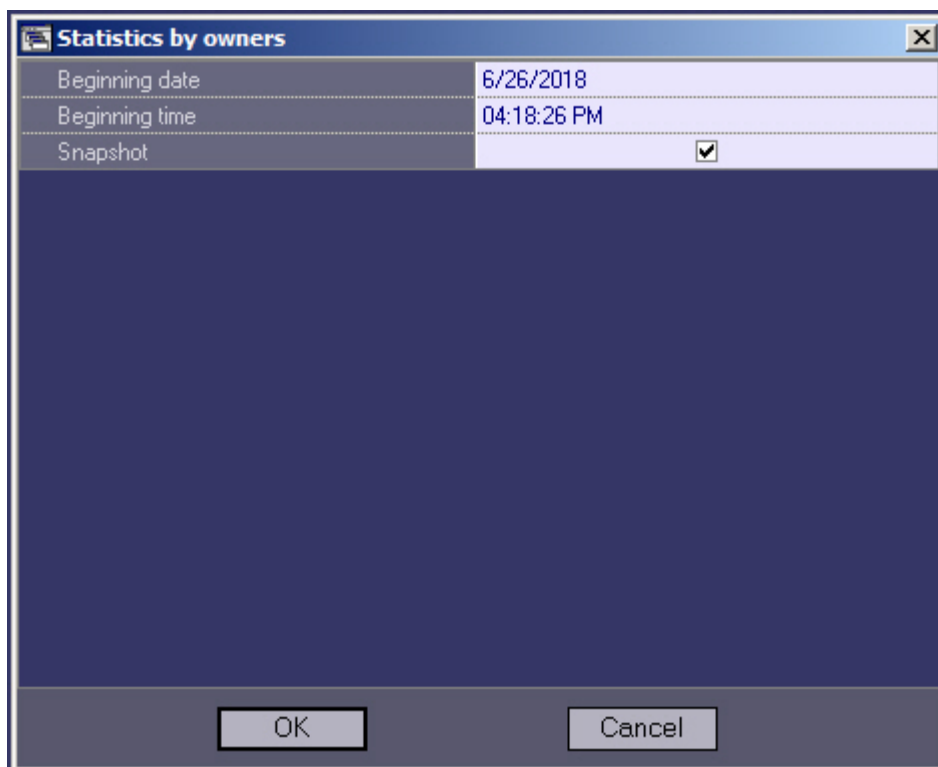 Statistics by owners
Beginning date 6/26/2018
Beginning time 04:18:26 PM
Snapshot
OK Cancel